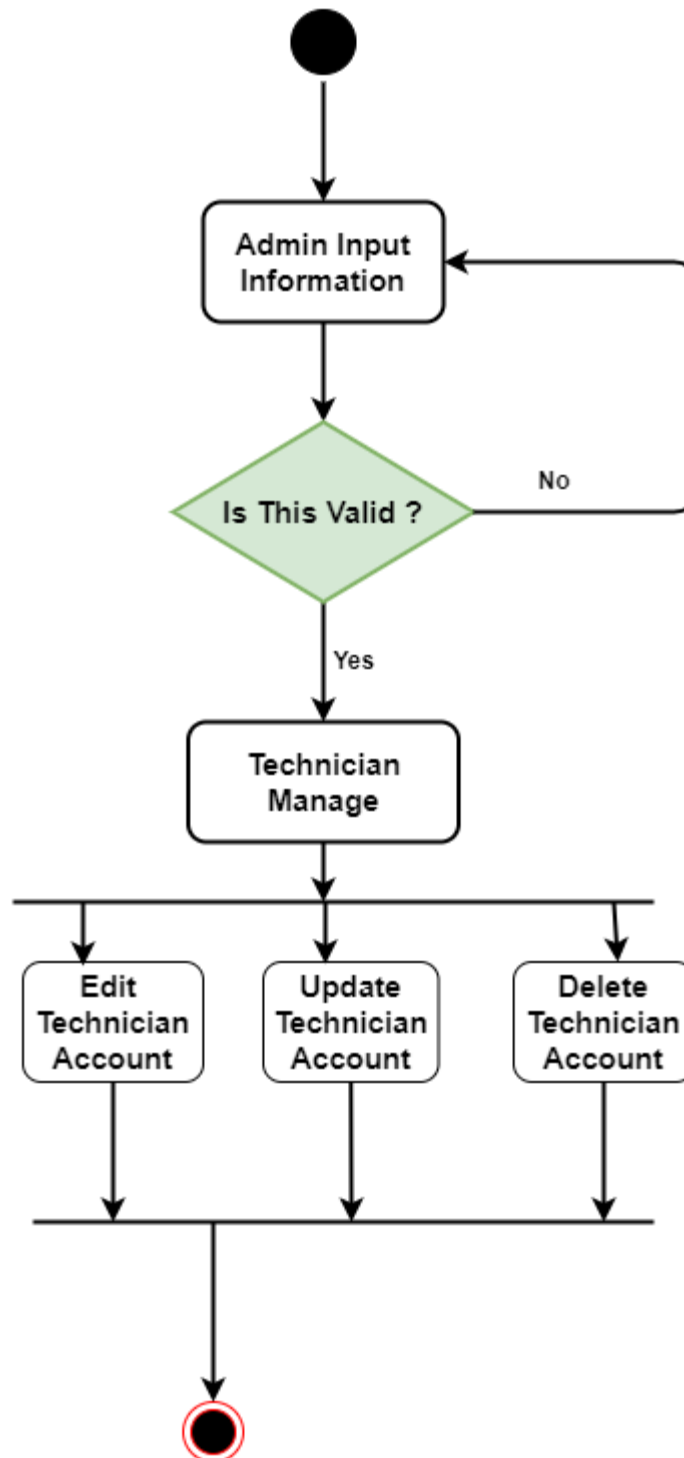 Admin Input
Information
Is This Valid ?
No
Yes
Technician
Manage
Edit
Technician
Account
Update
Technician
Account
Delete
Technician
Account